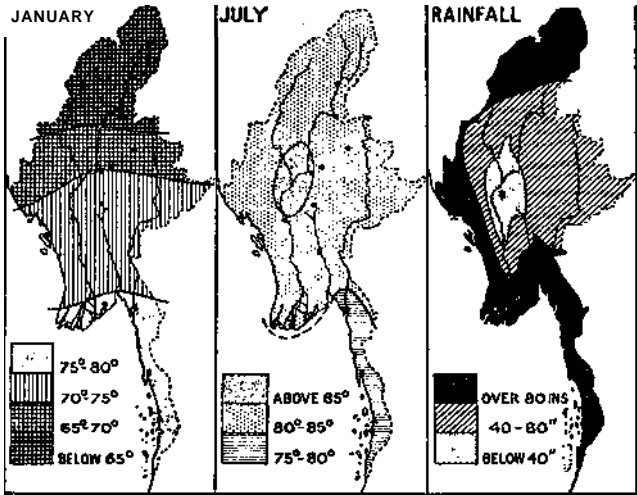 JANUARY
75°-80°
70°-75°
65°-70°
BELOW 65°
JULY
ABOVE 85°
80°-85°
75°-80°
RAINFALL
OVER 80 INS
40-80"
BELOW 40"